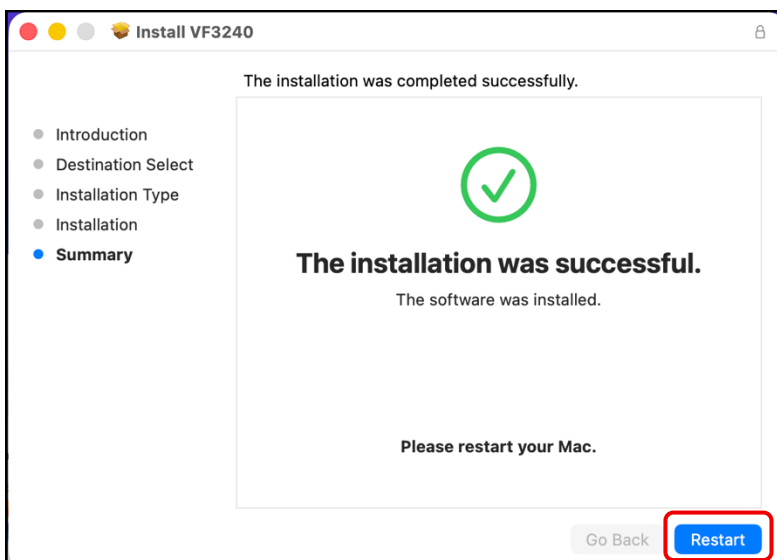 Install VF3240
The installation was completed successfully.
Introduction
Destination Select
Installation Type
Installation
Summary
The installation was successful.
The software was installed.
Please restart your Mac.
Go Back
Restart